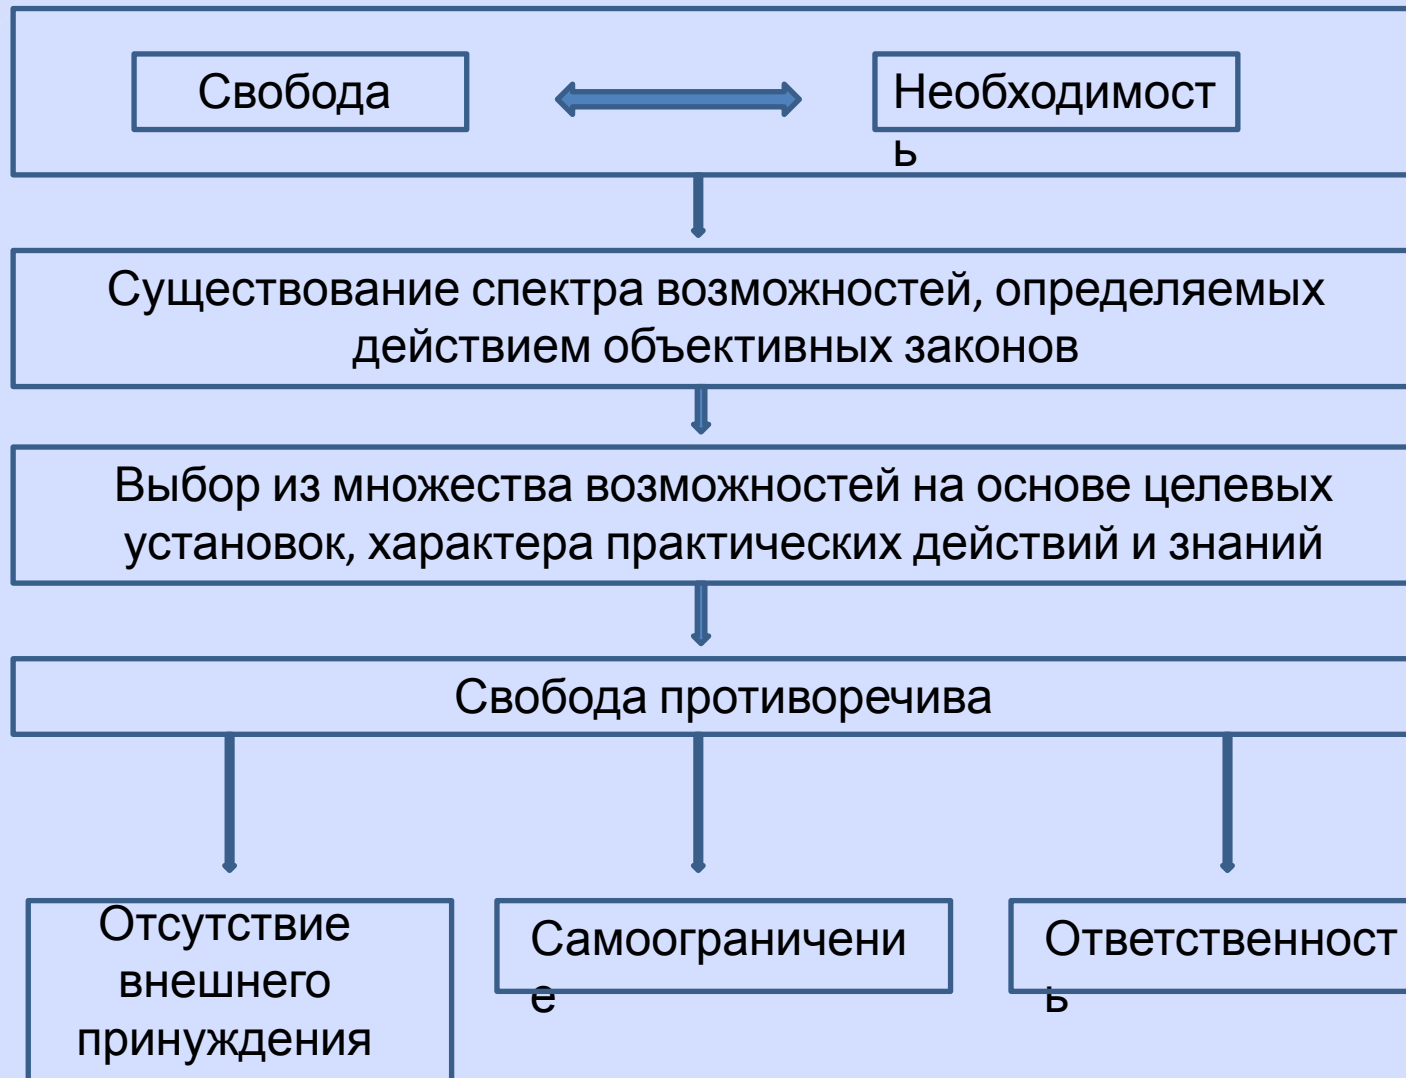 Свобода
Необходимост
ь
Существование спектра возможностей, определяемых
действием объективных законов
Выбор из множества возможностей на основе целевых
установок, характера практических действий и знаний
Свобода противоречива
Отсутствие
внешнего
принуждения
Самоограничени
е
Ответственност
ь